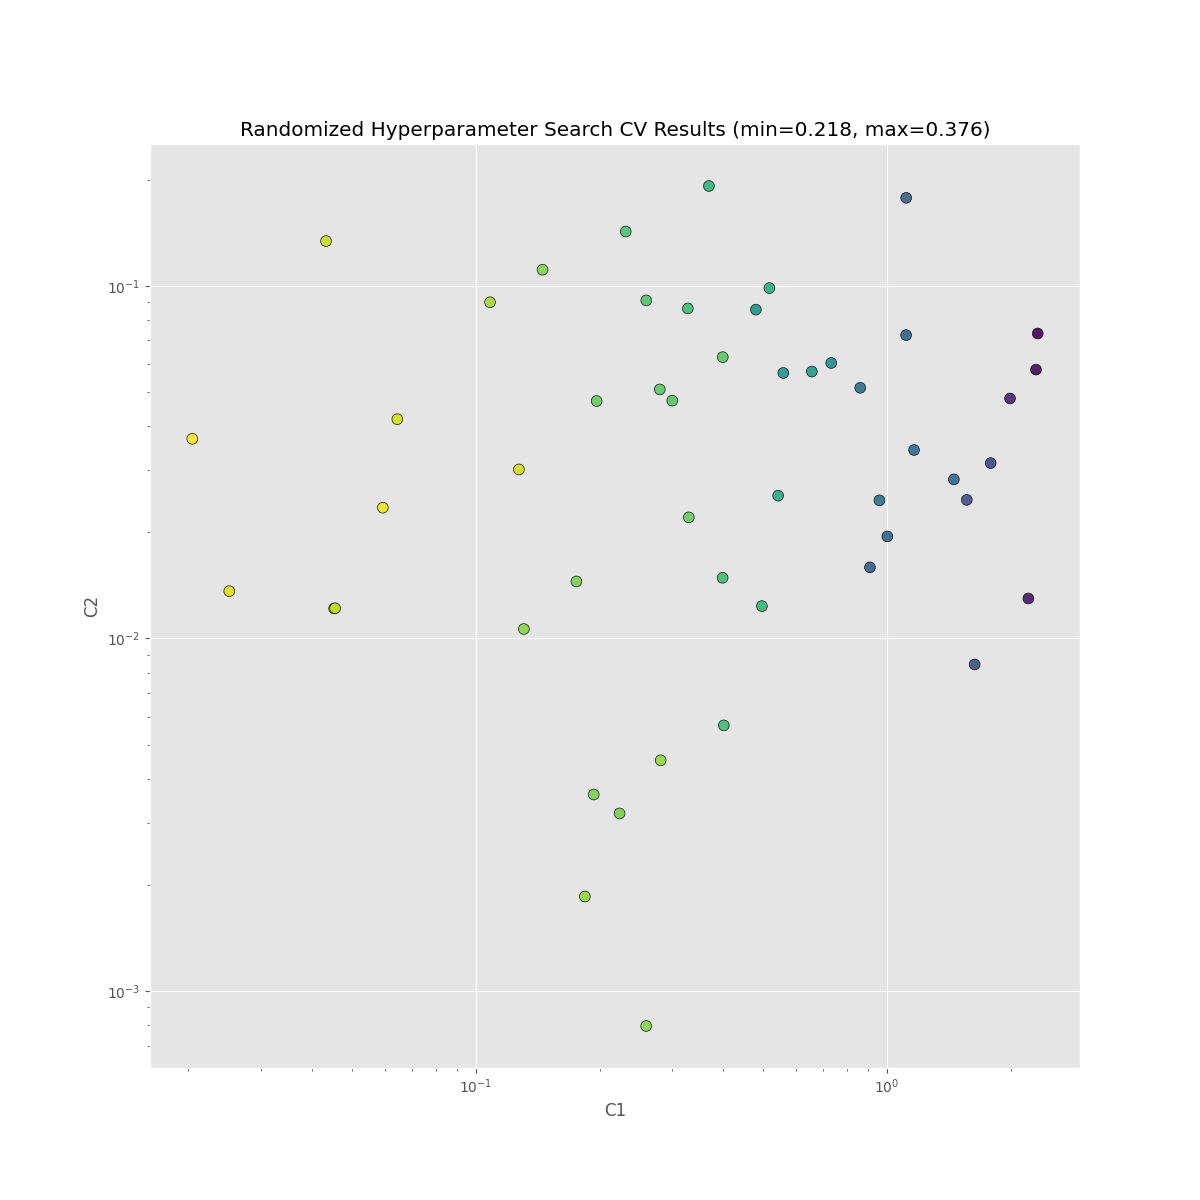 Randomized Hyperparameter Search CV Results (min=0.218, max=0.376)
10⁻¹
C2
10⁻²
10⁻³
10⁻¹ 10⁰
C1